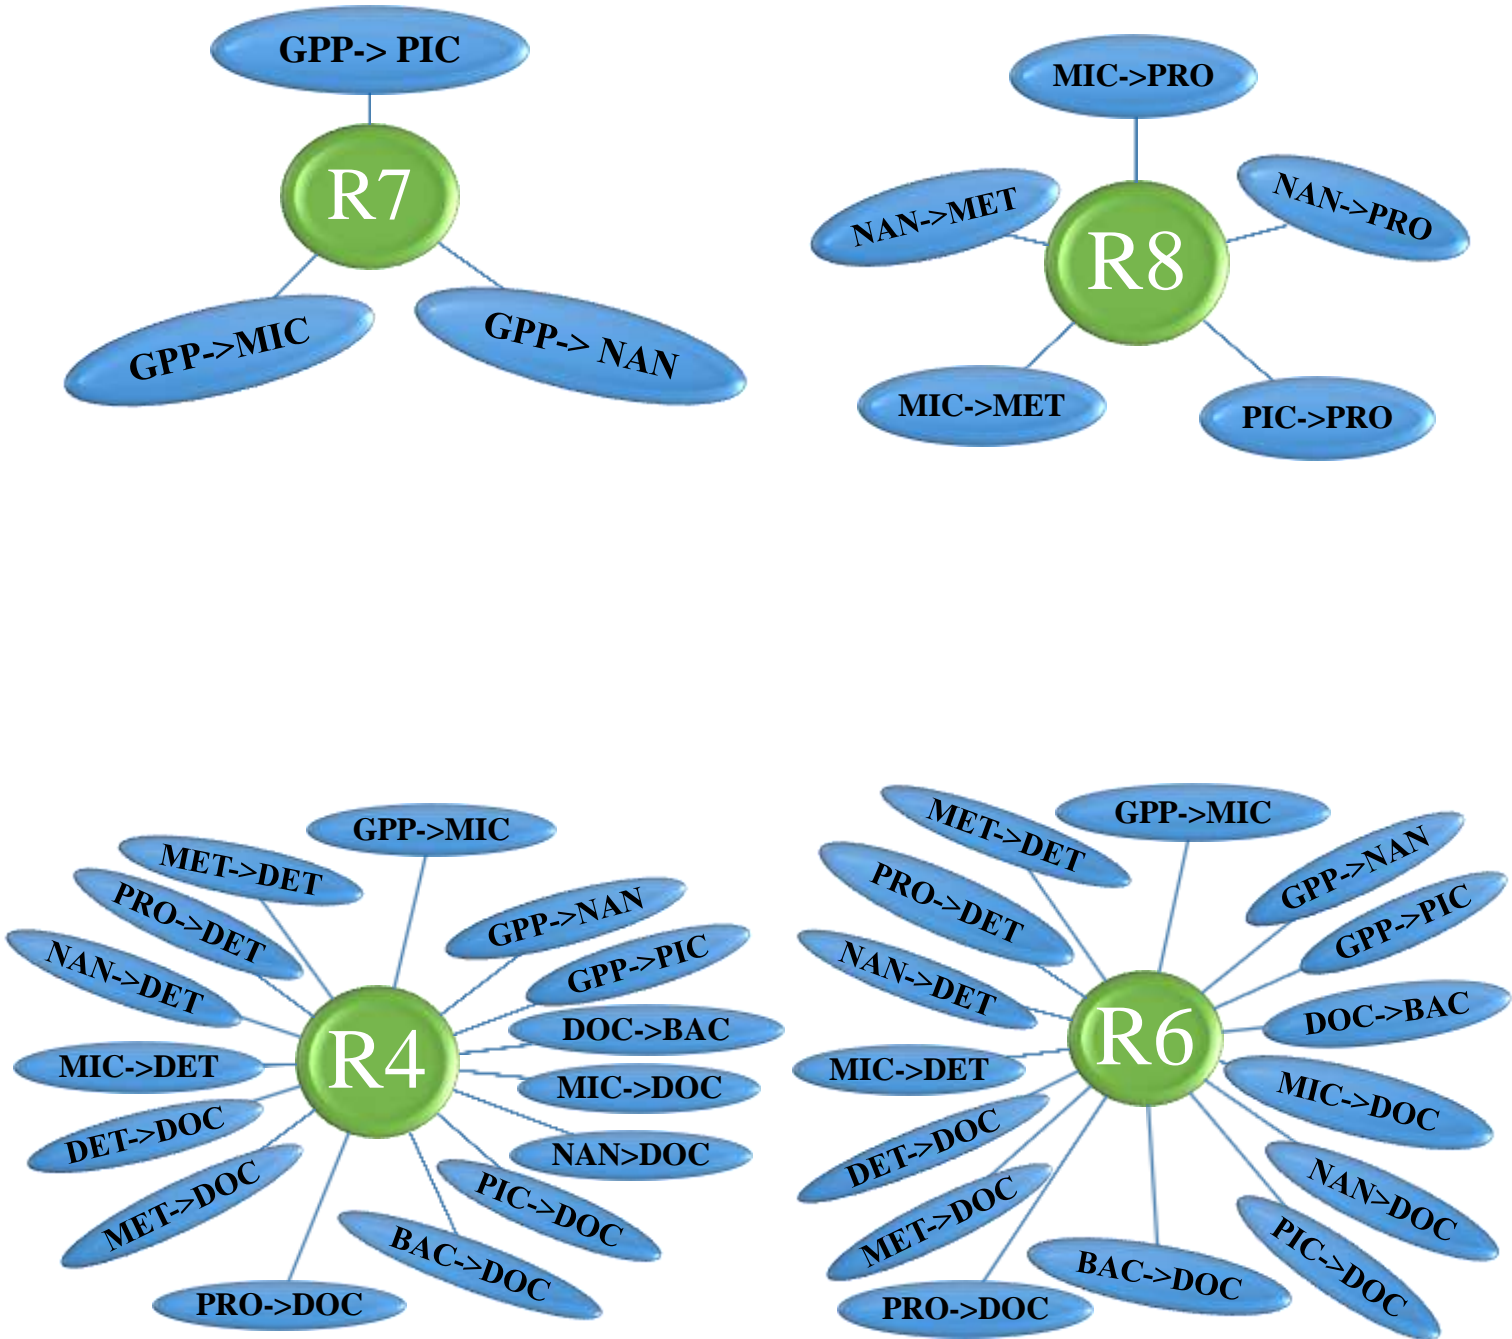 GPP-> PIC
R7
GPP->MIC
GPP-> NAN
MIC->PRO
NAN->MET
NAN->PRO
R8
MIC->MET
PIC->PRO
GPP->MIC
MET->DET
PRO->DET
GPP->NAN
NAN->DET
GPP->PIC
DOC->BAC
R4
MIC->DET
MIC->DOC
DET->DOC
NAN>DOC
MET->DOC
PIC->DOC
BAC->DOC
PRO->DOC
GPP->MIC
MET->DET
GPP->NAN
PRO->DET
GPP->PIC
NAN->DET
DOC->BAC
R6
MIC->DET
MIC->DOC
DET->DOC
NAN>DOC
MET->DOC
PIC->DOC
BAC->DOC
PRO->DOC